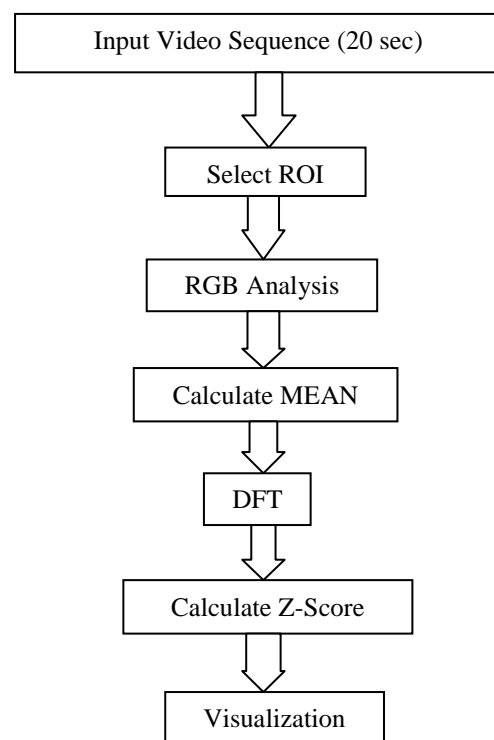 Input Video Sequence (20 sec)
Select ROI
RGB Analysis
Calculate MEAN
DFT
Calculate Z-Score
Visualization